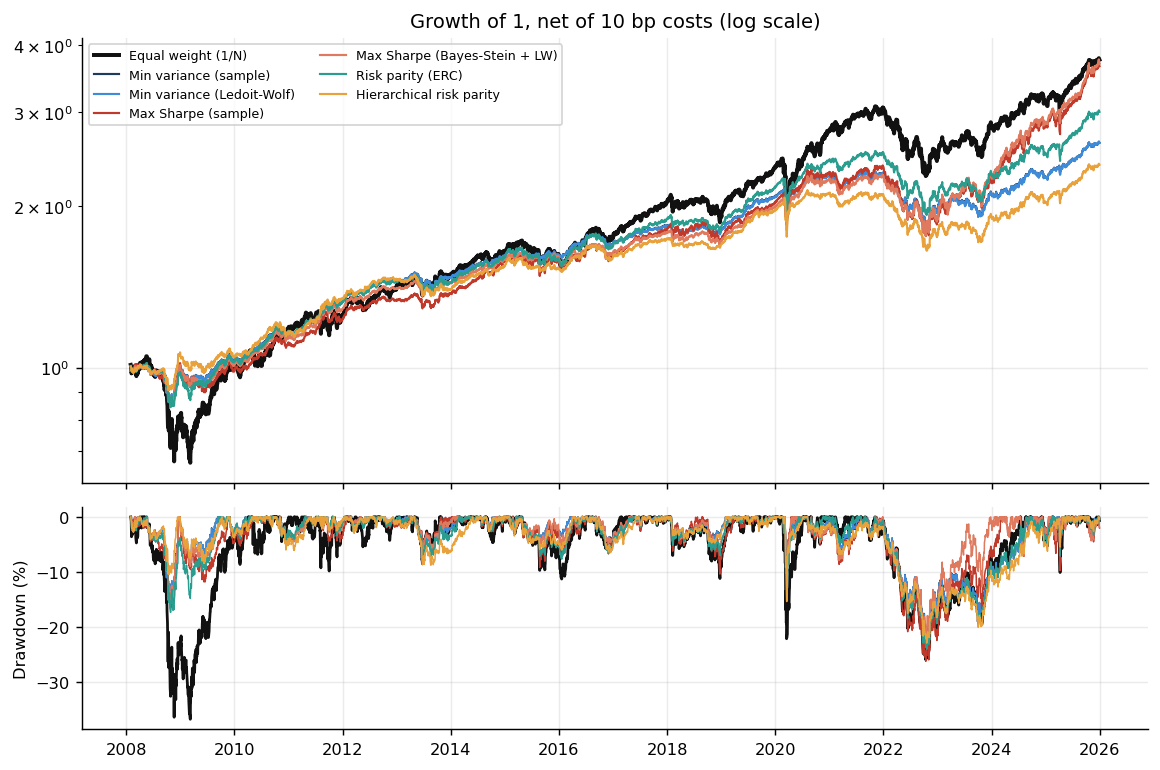 Growth of 1, net of 10 bp costs (log scale)
4 × 10⁰
3 × 10⁰
2 × 10⁰
10⁰
Equal weight (1/N)
Min variance (sample)
Min variance (Ledoit-Wolf)
Max Sharpe (sample)
Max Sharpe (Bayes-Stein + LW)
Risk parity (ERC)
Hierarchical risk parity
Drawdown (%)
0
−10
−20
−30
2008 2010 2012 2014 2016 2018 2020 2022 2024 2026